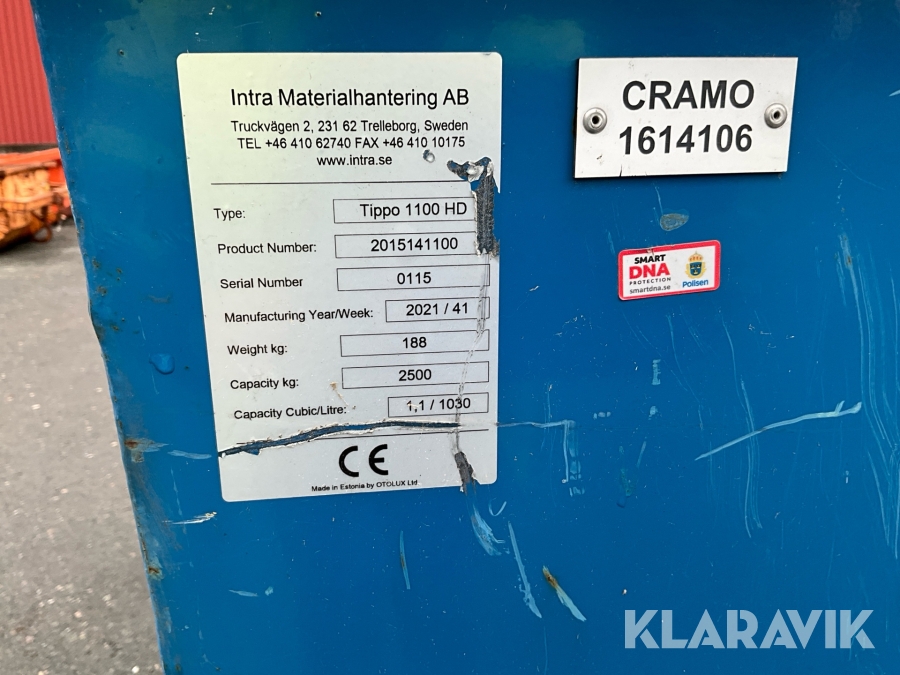 Intra Materialhantering AB
Truckvägen 2, 231 62 Trelleborg, Sweden
TEL +46 410 62740 FAX +46 410 10175
www.intra.se
Type: Tippo 1100 HD
Product Number: 2015141100
Serial Number 0115
Manufacturing Year/Week: 2021 / 41
Weight kg: 188
Capacity kg: 2500
Capacity Cubic/Litre: 1,1 / 1030
CE
Made in Estonia by OTOLUX Ltd
CRAMO
1614106
SMART
DNA
PROTECTION
smartdna.se
Polisen
KLARAVIK